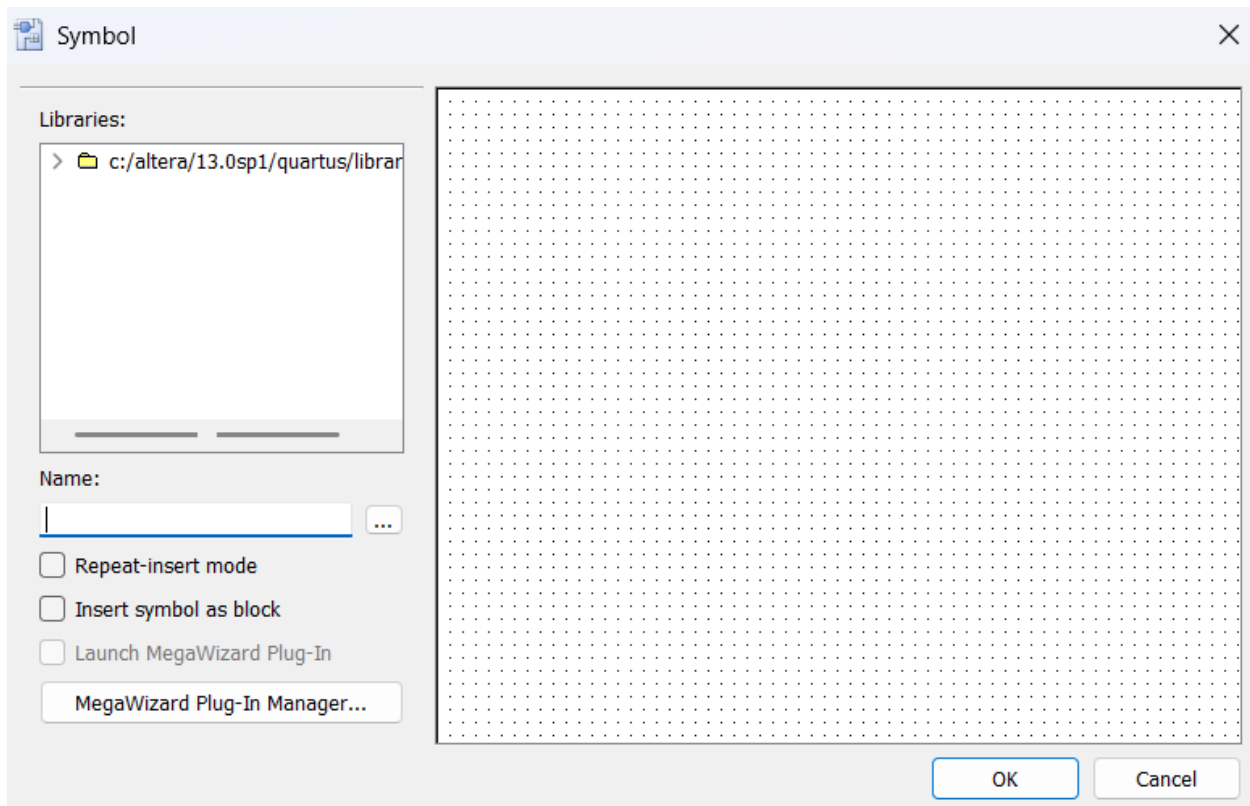 Symbol
Libraries:
c:/altera/13.0sp1/quartus/librar
Name:
...
Repeat-insert mode
Insert symbol as block
Launch MegaWizard Plug-In
MegaWizard Plug-In Manager...
OK Cancel